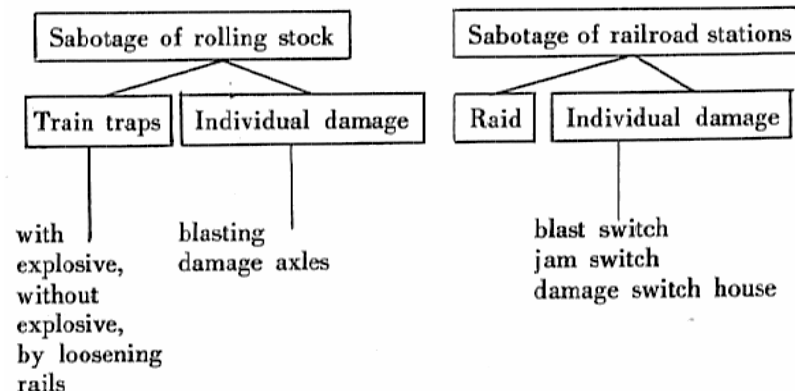 Sabotage of rolling stock
Sabotage of railroad stations
Train traps
Individual damage
Raid
Individual damage
with
explosive,
without
explosive,
by loosening
rails
blasting
damage axles
blast switch
jam switch
damage switch house